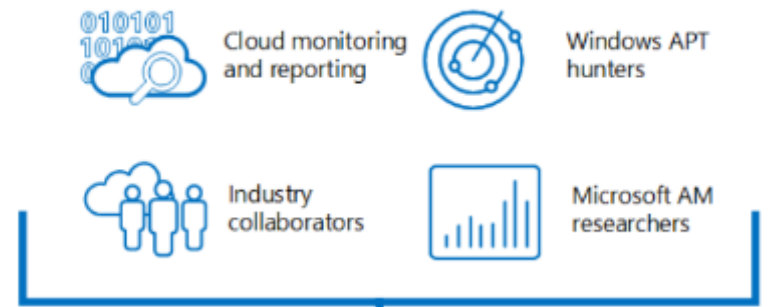 010101
Cloud monitoring
and reporting
Windows APT
hunters
Industry
collaborators
Microsoft AM
researchers